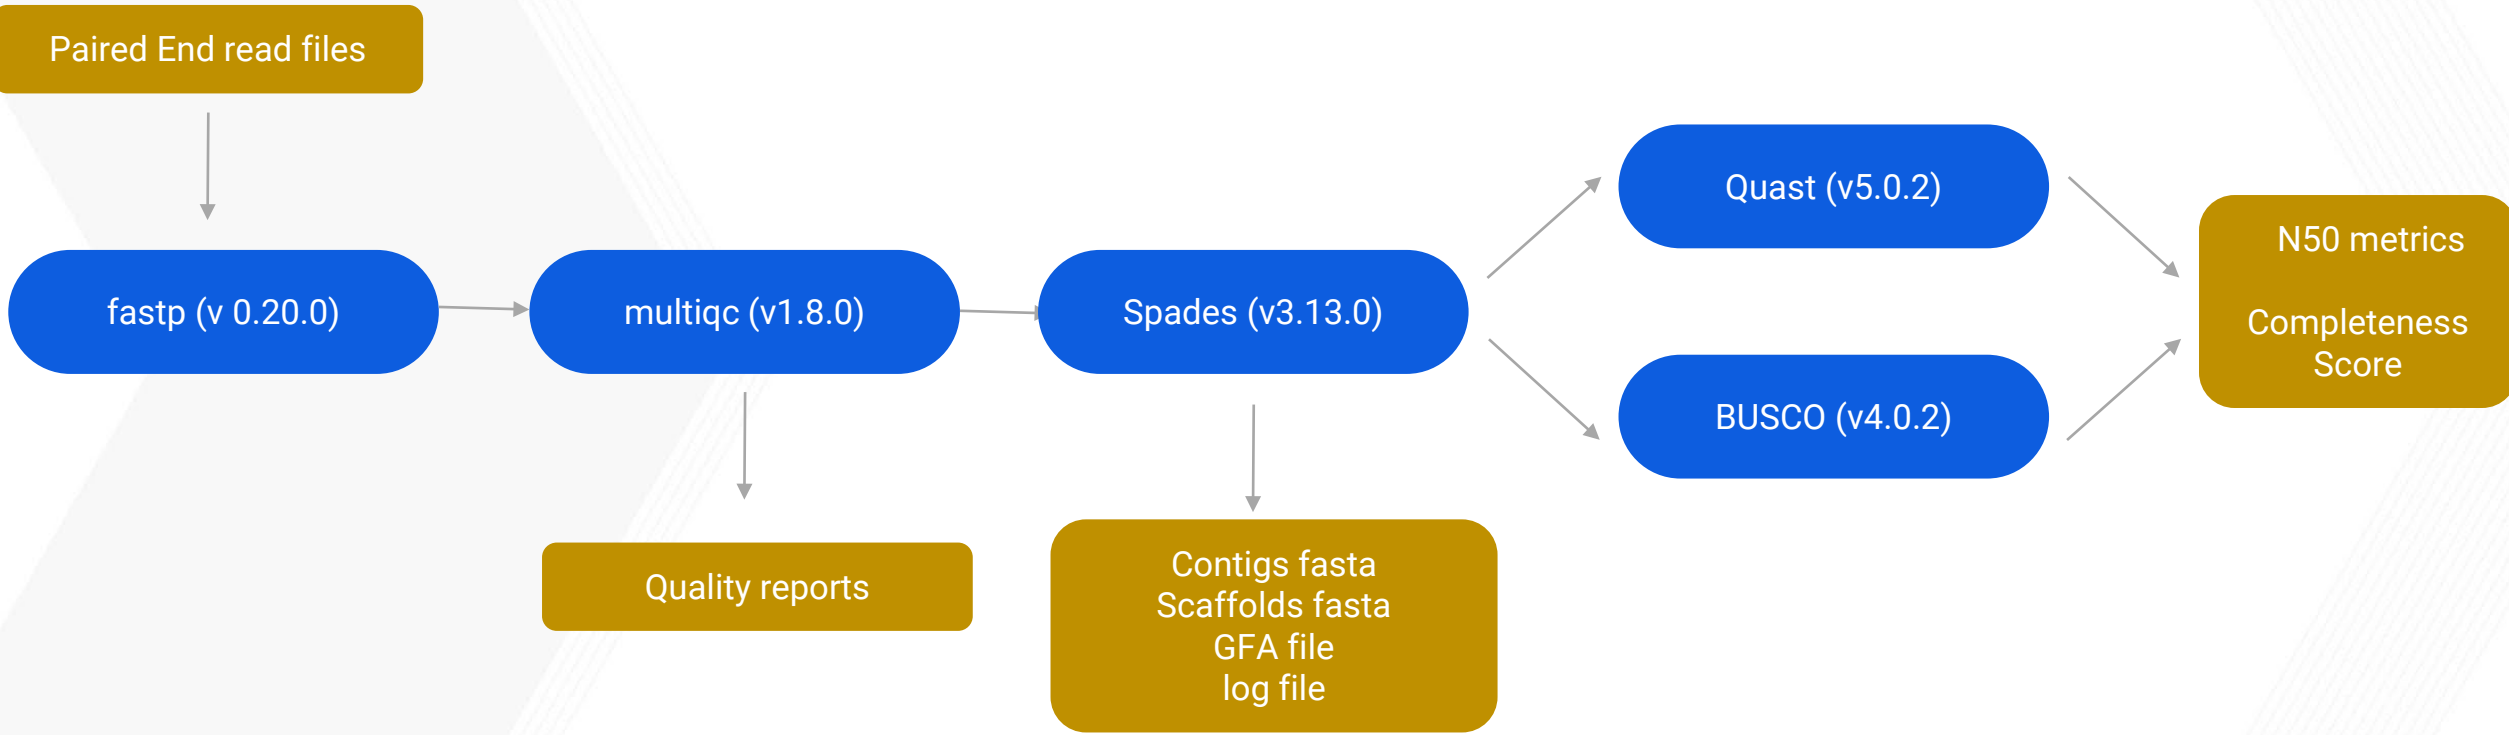 Paired End read files
fastp (v 0.20.0)
multiqc (v1.8.0)
Spades (v3.13.0)
Quast (v5.0.2)
BUSCO (v4.0.2)
N50 metrics
Completeness
Score
Quality reports
Contigs fasta
Scaffolds fasta
GFA file
log file